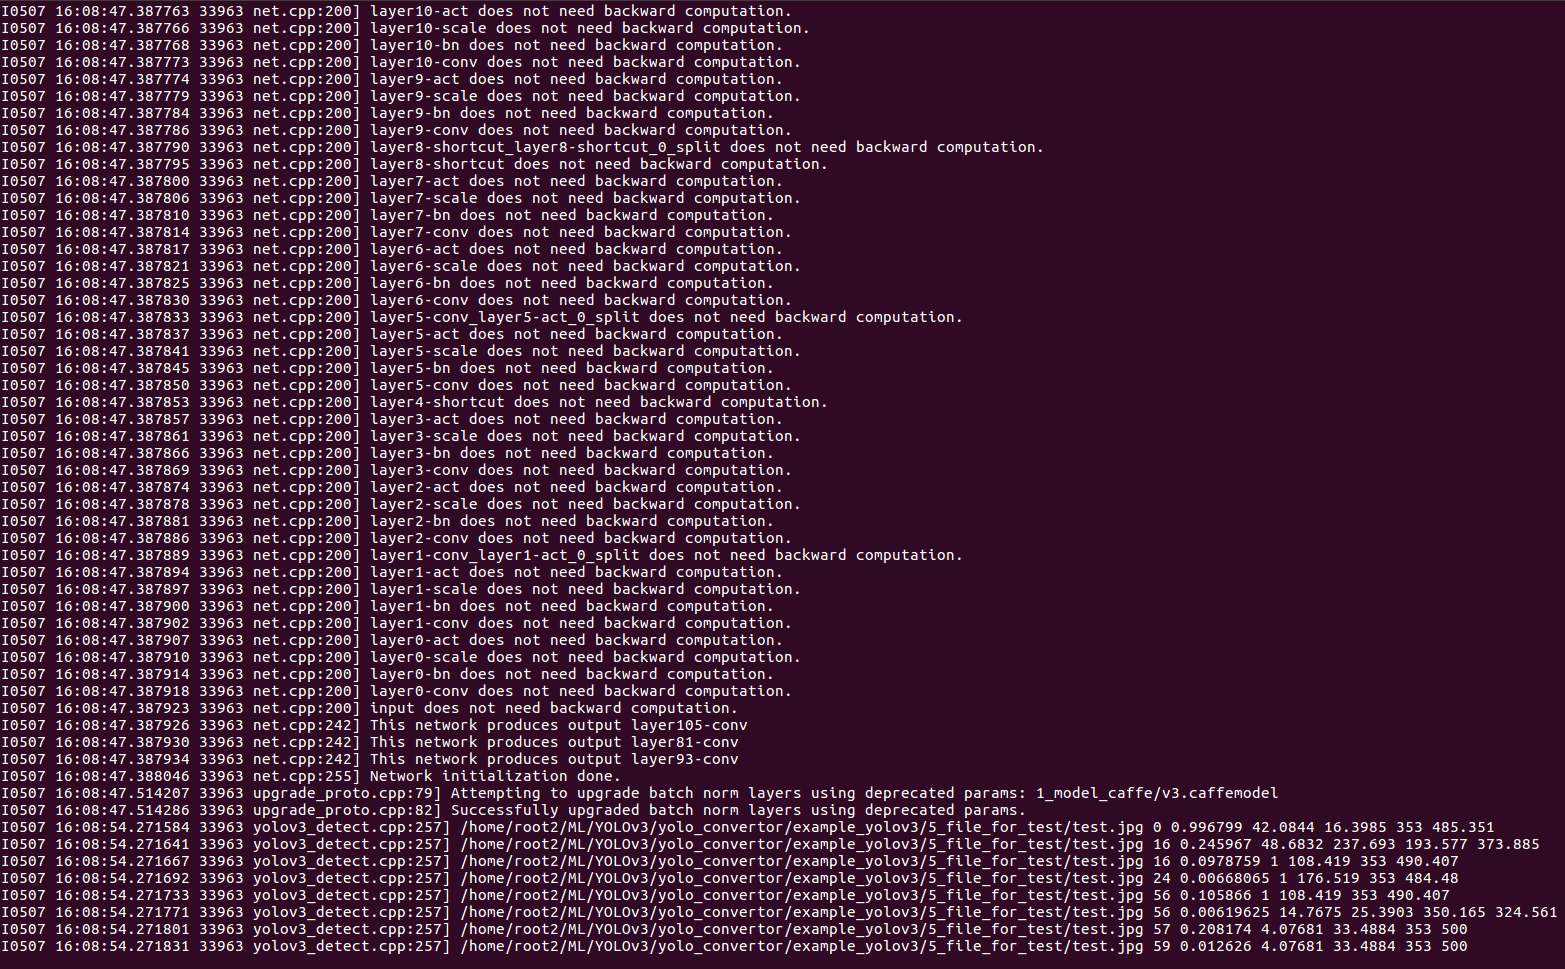 I0507 16:08:47.387763 33963 net.cpp:200] layer10-act does not need backward computation.
I0507 16:08:47.387766 33963 net.cpp:200] layer10-scale does not need backward computation.
I0507 16:08:47.387768 33963 net.cpp:200] layer10-bn does not need backward computation.
I0507 16:08:47.387773 33963 net.cpp:200] layer10-conv does not need backward computation.
I0507 16:08:47.387774 33963 net.cpp:200] layer9-act does not need backward computation.
I0507 16:08:47.387779 33963 net.cpp:200] layer9-scale does not need backward computation.
I0507 16:08:47.387784 33963 net.cpp:200] layer9-bn does not need backward computation.
I0507 16:08:47.387786 33963 net.cpp:200] layer9-conv does not need backward computation.
I0507 16:08:47.387790 33963 net.cpp:200] layer8-shortcut_layer8-shortcut_0_split does not need backward computation.
I0507 16:08:47.387795 33963 net.cpp:200] layer8-shortcut does not need backward computation.
I0507 16:08:47.387800 33963 net.cpp:200] layer7-act does not need backward computation.
I0507 16:08:47.387806 33963 net.cpp:200] layer7-scale does not need backward computation.
I0507 16:08:47.387810 33963 net.cpp:200] layer7-bn does not need backward computation.
I0507 16:08:47.387814 33963 net.cpp:200] layer7-conv does not need backward computation.
I0507 16:08:47.387817 33963 net.cpp:200] layer6-act does not need backward computation.
I0507 16:08:47.387821 33963 net.cpp:200] layer6-scale does not need backward computation.
I0507 16:08:47.387825 33963 net.cpp:200] layer6-bn does not need backward computation.
I0507 16:08:47.387830 33963 net.cpp:200] layer6-conv does not need backward computation.
I0507 16:08:47.387833 33963 net.cpp:200] layer5-conv_layer5-act_0_split does not need backward computation.
I0507 16:08:47.387837 33963 net.cpp:200] layer5-act does not need backward computation.
I0507 16:08:47.387841 33963 net.cpp:200] layer5-scale does not need backward computation.
I0507 16:08:47.387845 33963 net.cpp:200] layer5-bn does not need backward computation.
I0507 16:08:47.387850 33963 net.cpp:200] layer5-conv does not need backward computation.
I0507 16:08:47.387853 33963 net.cpp:200] layer4-shortcut does not need backward computation.
I0507 16:08:47.387857 33963 net.cpp:200] layer3-act does not need backward computation.
I0507 16:08:47.387861 33963 net.cpp:200] layer3-scale does not need backward computation.
I0507 16:08:47.387866 33963 net.cpp:200] layer3-bn does not need backward computation.
I0507 16:08:47.387869 33963 net.cpp:200] layer3-conv does not need backward computation.
I0507 16:08:47.387874 33963 net.cpp:200] layer2-act does not need backward computation.
I0507 16:08:47.387878 33963 net.cpp:200] layer2-scale does not need backward computation.
I0507 16:08:47.387881 33963 net.cpp:200] layer2-bn does not need backward computation.
I0507 16:08:47.387886 33963 net.cpp:200] layer2-conv does not need backward computation.
I0507 16:08:47.387889 33963 net.cpp:200] layer1-conv_layer1-act_0_split does not need backward computation.
I0507 16:08:47.387894 33963 net.cpp:200] layer1-act does not need backward computation.
I0507 16:08:47.387897 33963 net.cpp:200] layer1-scale does not need backward computation.
I0507 16:08:47.387900 33963 net.cpp:200] layer1-bn does not need backward computation.
I0507 16:08:47.387902 33963 net.cpp:200] layer1-conv does not need backward computation.
I0507 16:08:47.387907 33963 net.cpp:200] layer0-act does not need backward computation.
I0507 16:08:47.387910 33963 net.cpp:200] layer0-scale does not need backward computation.
I0507 16:08:47.387914 33963 net.cpp:200] layer0-bn does not need backward computation.
I0507 16:08:47.387918 33963 net.cpp:200] layer0-conv does not need backward computation.
I0507 16:08:47.387923 33963 net.cpp:200] input does not need backward computation.
I0507 16:08:47.387926 33963 net.cpp:242] This network produces output layer105-conv
I0507 16:08:47.387930 33963 net.cpp:242] This network produces output layer81-conv
I0507 16:08:47.387934 33963 net.cpp:242] This network produces output layer93-conv
I0507 16:08:47.388046 33963 net.cpp:255] Network initialization done.
I0507 16:08:47.514207 33963 upgrade_proto.cpp:79] Attempting to upgrade batch norm layers using deprecated params: 1_model_caffe/v3.caffemodel
I0507 16:08:47.514286 33963 upgrade_proto.cpp:82] Successfully upgraded batch norm layers using deprecated params.
I0507 16:08:54.271584 33963 yolov3_detect.cpp:257] /home/root2/ML/YOLOv3/yolo_convertor/example_yolov3/5_file_for_test/test.jpg 0 0.996799 42.0844 16.3985 353 485.351
I0507 16:08:54.271641 33963 yolov3_detect.cpp:257] /home/root2/ML/YOLOv3/yolo_convertor/example_yolov3/5_file_for_test/test.jpg 16 0.245967 48.6832 237.693 193.577 373.885
I0507 16:08:54.271667 33963 yolov3_detect.cpp:257] /home/root2/ML/YOLOv3/yolo_convertor/example_yolov3/5_file_for_test/test.jpg 16 0.0978759 1 108.419 353 490.407
I0507 16:08:54.271692 33963 yolov3_detect.cpp:257] /home/root2/ML/YOLOv3/yolo_convertor/example_yolov3/5_file_for_test/test.jpg 24 0.00668065 1 176.519 353 484.48
I0507 16:08:54.271733 33963 yolov3_detect.cpp:257] /home/root2/ML/YOLOv3/yolo_convertor/example_yolov3/5_file_for_test/test.jpg 56 0.105866 1 108.419 353 490.407
I0507 16:08:54.271771 33963 yolov3_detect.cpp:257] /home/root2/ML/YOLOv3/yolo_convertor/example_yolov3/5_file_for_test/test.jpg 56 0.00619625 14.7675 25.3903 350.165 324.561
I0507 16:08:54.271801 33963 yolov3_detect.cpp:257] /home/root2/ML/YOLOv3/yolo_convertor/example_yolov3/5_file_for_test/test.jpg 57 0.208174 4.07681 33.4884 353 500
I0507 16:08:54.271831 33963 yolov3_detect.cpp:257] /home/root2/ML/YOLOv3/yolo_convertor/example_yolov3/5_file_for_test/test.jpg 59 0.012626 4.07681 33.4884 353 500